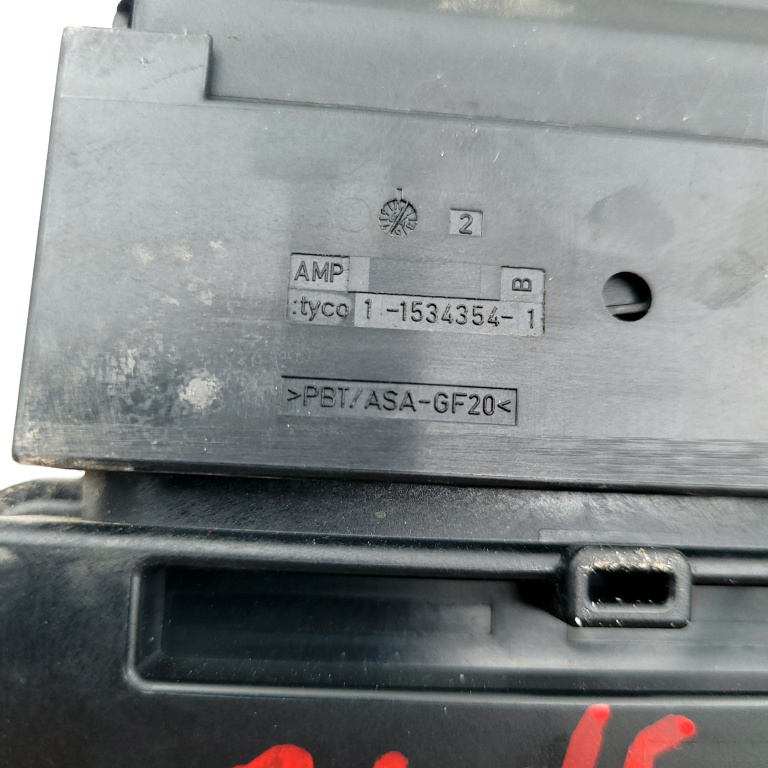 2
AMP B
:tyco 1 -1534354- 1
>PBT/ASA-GF20<